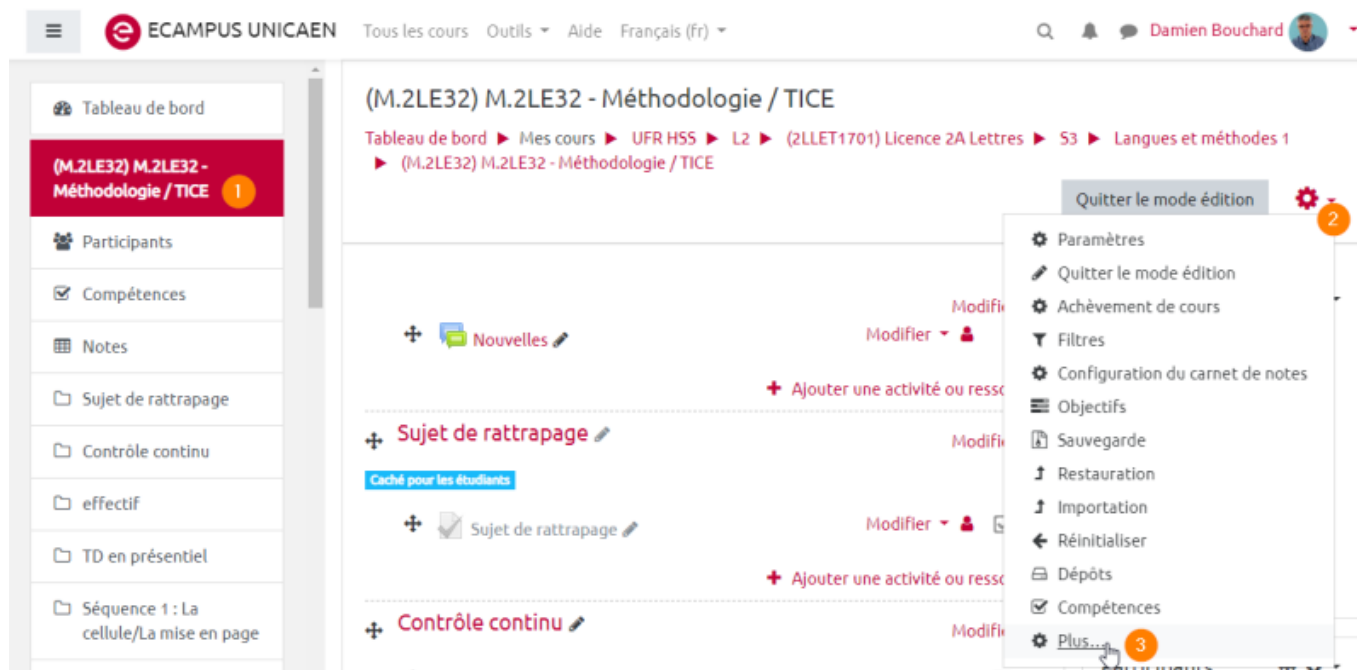 ECAMPUS UNICAEN Tous les cours Outils Aide Français (fr) Damien Bouchard
Tableau de bord
(M.2LE32) M.2LE32 -
Méthodologie / TICE 1
Participants
Compétences
Notes
Sujet de rattrapage
Contrôle continu
effectif
TD en présentiel
Séquence 1 : La
cellule/La mise en page
(M.2LE32) M.2LE32 - Méthodologie / TICE
Tableau de bord ▶ Mes cours ▶ UFR HSS ▶ L2 ▶ (2LLET1701) Licence 2A Lettres ▶ S3 ▶ Langues et méthodes 1
▶ (M.2LE32) M.2LE32 - Méthodologie / TICE
Quitter le mode édition
2
Modifi
Nouvelles Modifier
+ Ajouter une activité ou resso
Sujet de rattrapage Modifi
Caché pour les étudiants
Sujet de rattrapage Modifier
+ Ajouter une activité ou resso
Contrôle continu Modifi
Paramètres
Quitter le mode édition
Achèvement de cours
Filtres
Configuration du carnet de notes
Objectifs
Sauvegarde
Restauration
Importation
Réinitialiser
Dépôts
Compétences
Plus... 3